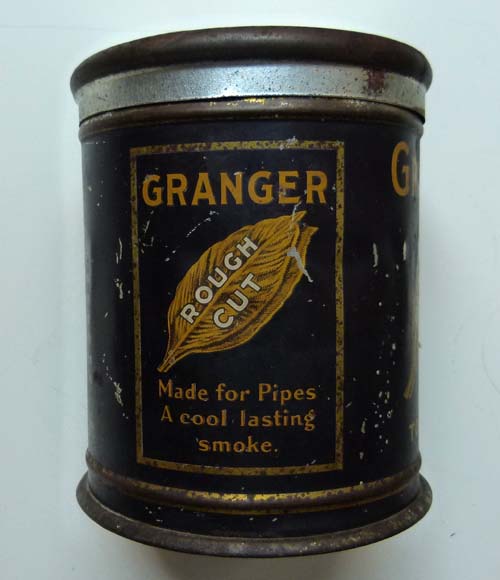 GRANGER
ROUGH
CUT
Made for Pipes
A cool lasting
smoke.